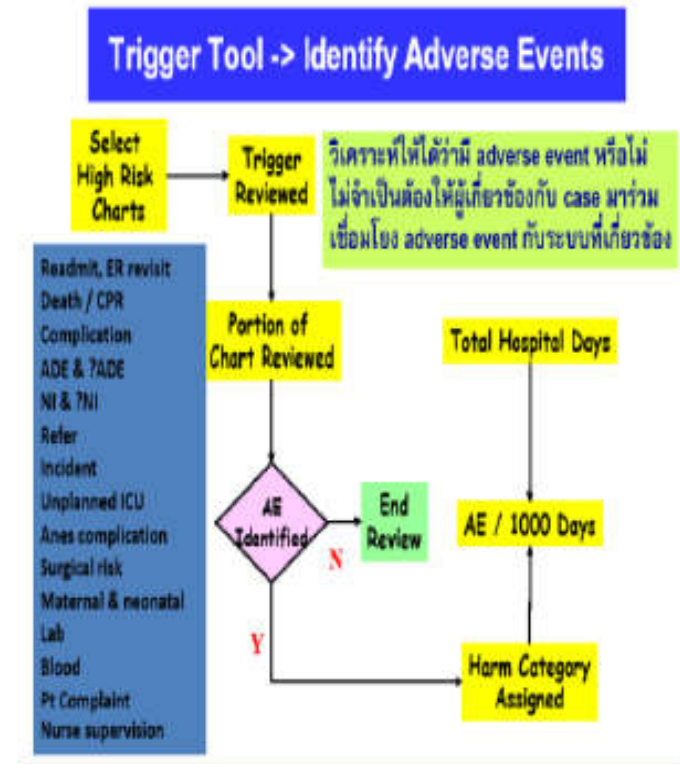 Trigger Tool -> Identify Adverse Events
Select
High Risk
Charts
Trigger
Reviewed
วิเคราะห์ให้ได้ว่ามี adverse event หรือไม่
ไม่จำเป็นต้องให้ผู้เกี่ยวข้องกับ case มาร่วม
เชื่อมโยง adverse event กับระบบที่เกี่ยวข้อง
Readmit, ER revisit
Death / CPR
Complication
ADE & ?ADE
NI & ?NI
Refer
Incident
Unplanned ICU
Anes complication
Surgical risk
Maternal & neonatal
Lab
Blood
Pt Complaint
Nurse supervision
Portion of
Chart Reviewed
Total Hospital Days
AE
Identified
End
Review
N
AE / 1000 Days
Y
Harm Category
Assigned